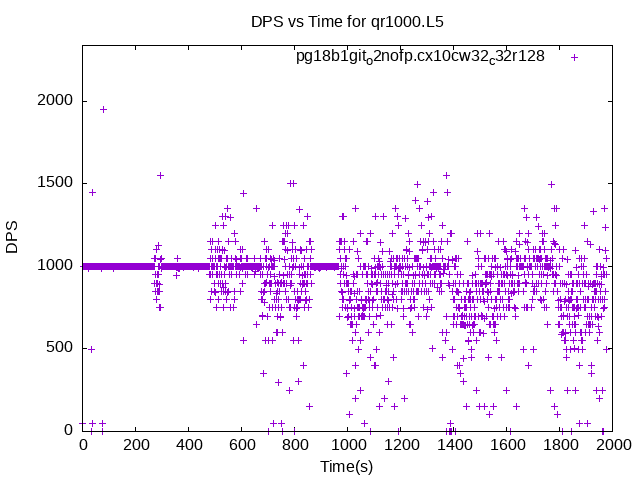 DPS vs Time for qr1000.L5
pg18b1git_o2nofp.cx10cw32_c32r128
2000
1500
1000
500
0
DPS
0 200 400 600 800 1000 1200 1400 1600 1800 2000
Time(s)